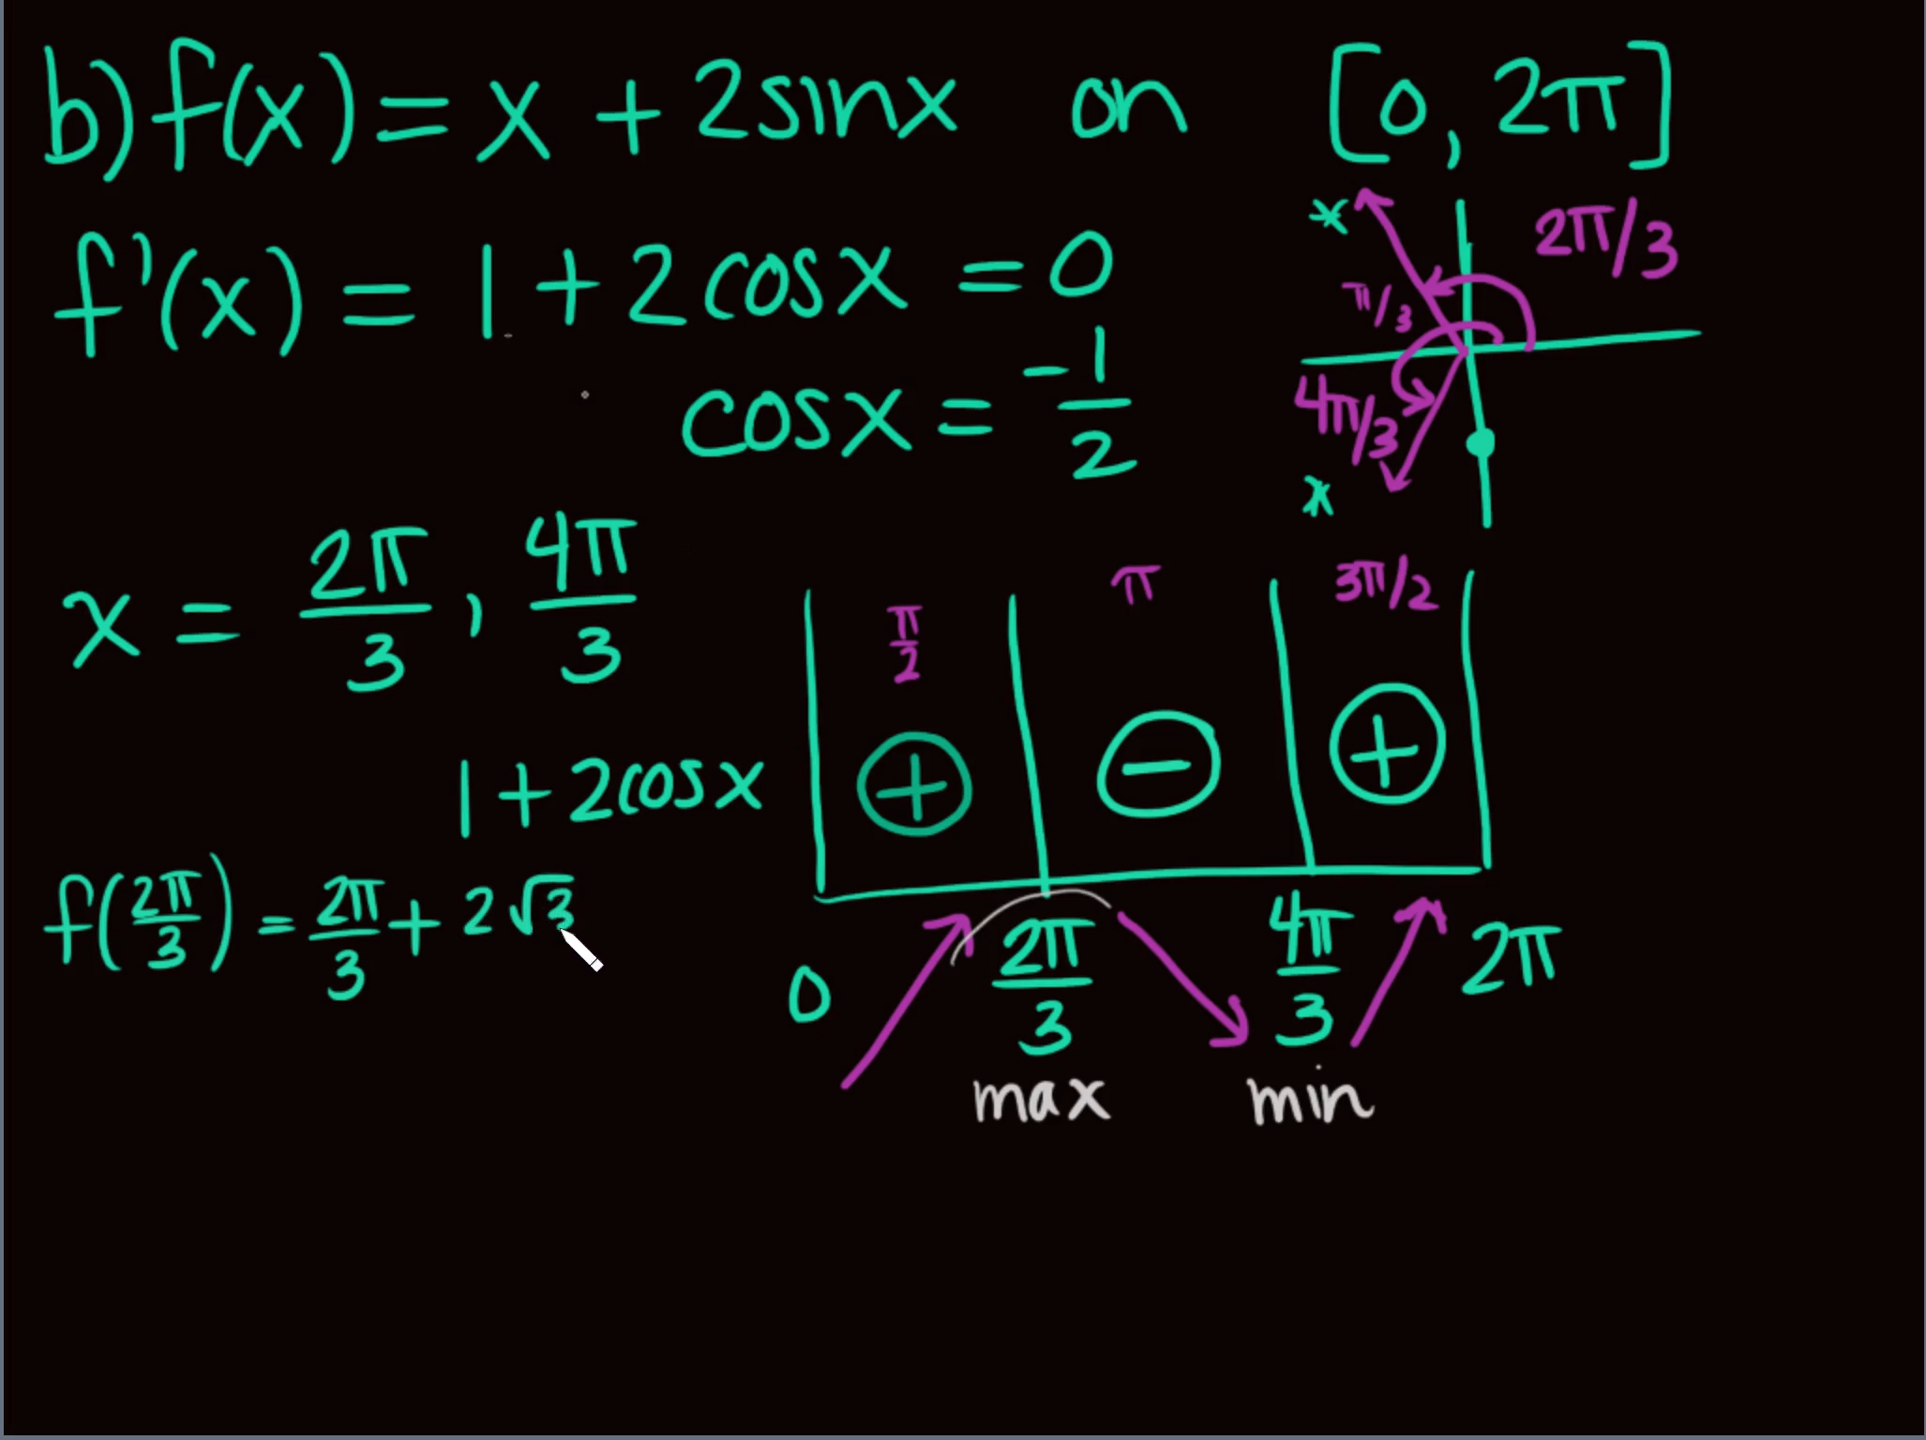 b) f(x) = x + 2sinx on [0, 2π]
f'(x) = 1 + 2cosx = 0
cosx = -1/2
2π/3
π/3
4π/3
x = 2π/3, 4π/3
π/2 π 3π/2
1 + 2cosx + - +
f(2π/3) = 2π/3 + 2√3
0 2π/3 4π/3 2π
max min